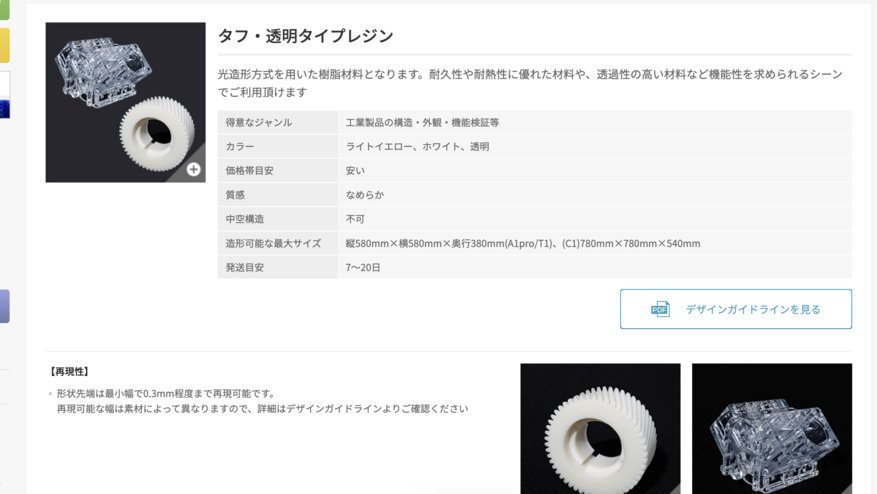 タフ・透明タイプレジン
光造形方式を用いた樹脂材料となります。耐久性や耐熱性に優れた材料や、透過性の高い材料など機能性を求められるシーン
でご利用頂けます
得意なジャンル 工業製品の構造・外観・機能検証等
カラー ライトイエロー、ホワイト、透明
価格帯目安 安い
質感 なめらか
中空構造 不可
造形可能な最大サイズ 縦580mm×横580mm×奥行380mm(A1pro/T1)、(C1)780mm×780mm×540mm
発送目安 7〜20日
PDF デザインガイドラインを見る
【再現性】
形状先端は最小幅で0.3mm程度まで再現可能です。
再現可能な幅は素材によって異なりますので、詳細はデザインガイドラインよりご確認ください